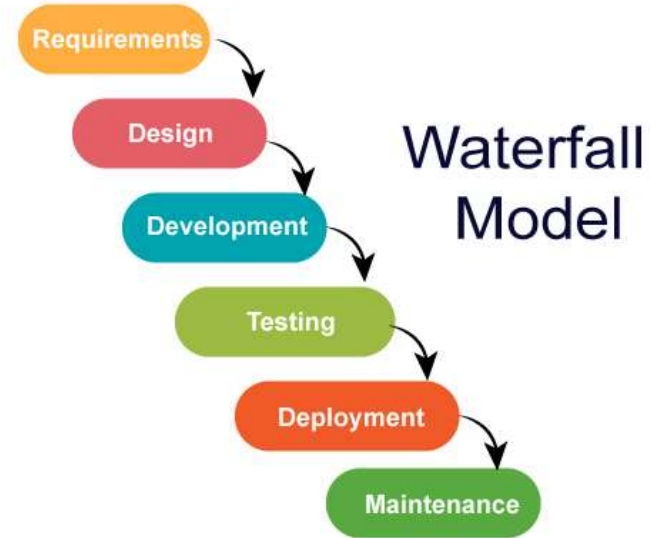 Requirements
Design
Waterfall
Model
Development
Testing
Deployment
Maintenance